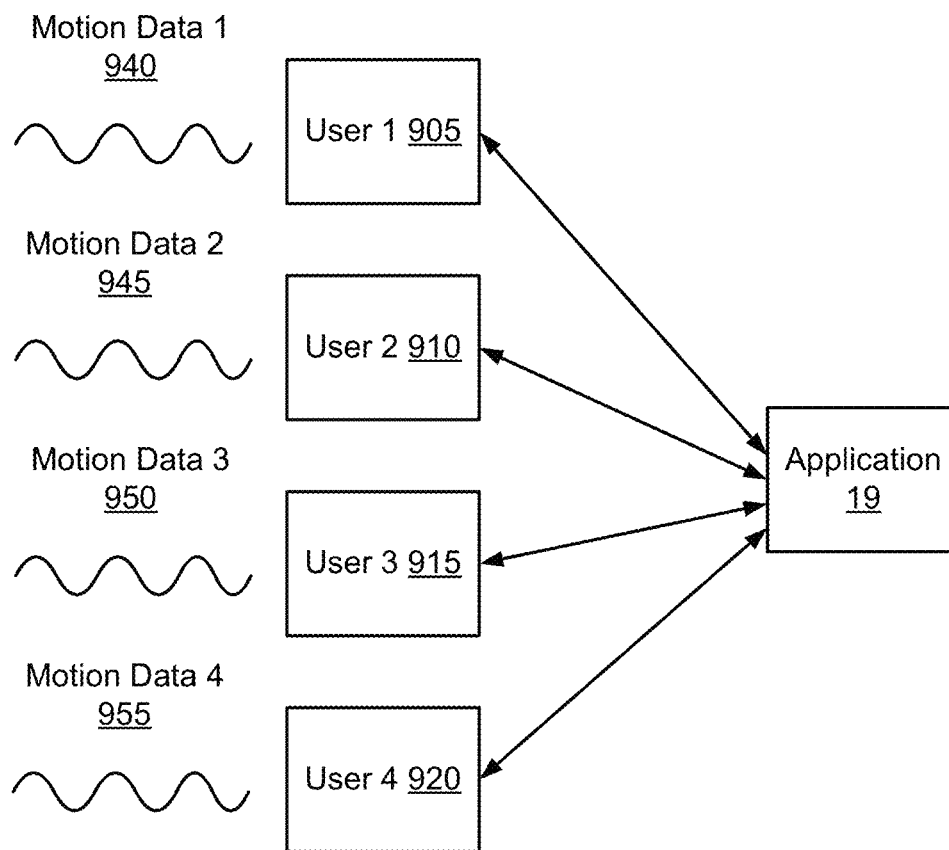 Motion Data 1
940
User 1 905
Motion Data 2
945
User 2 910
Motion Data 3
950
User 3 915
Application
19
Motion Data 4
955
User 4 920